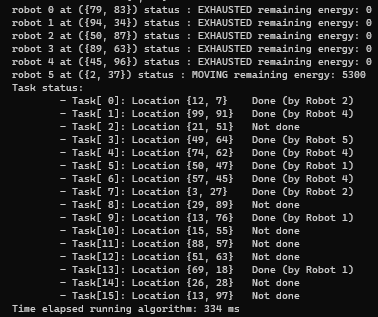 robot 0 at ({79, 83}) status : EXHAUSTED remaining energy: 0
robot 1 at ({94, 34}) status : EXHAUSTED remaining energy: 0
robot 2 at ({50, 87}) status : EXHAUSTED remaining energy: 0
robot 3 at ({89, 63}) status : EXHAUSTED remaining energy: 0
robot 4 at ({45, 96}) status : EXHAUSTED remaining energy: 0
robot 5 at ({2, 37}) status : MOVING remaining energy: 5300
Task status:
- Task[ 0]: Location {12, 7} Done (by Robot 2)
- Task[ 1]: Location {99, 91} Done (by Robot 4)
- Task[ 2]: Location {21, 51} Not done
- Task[ 3]: Location {49, 64} Done (by Robot 5)
- Task[ 4]: Location {74, 62} Done (by Robot 4)
- Task[ 5]: Location {50, 47} Done (by Robot 1)
- Task[ 6]: Location {57, 45} Done (by Robot 4)
- Task[ 7]: Location {3, 27} Done (by Robot 2)
- Task[ 8]: Location {29, 89} Not done
- Task[ 9]: Location {13, 76} Done (by Robot 1)
- Task[10]: Location {15, 55} Not done
- Task[11]: Location {88, 57} Not done
- Task[12]: Location {51, 63} Not done
- Task[13]: Location {69, 18} Done (by Robot 1)
- Task[14]: Location {26, 28} Not done
- Task[15]: Location {13, 97} Not done
Time elapsed running algorithm: 334 ms